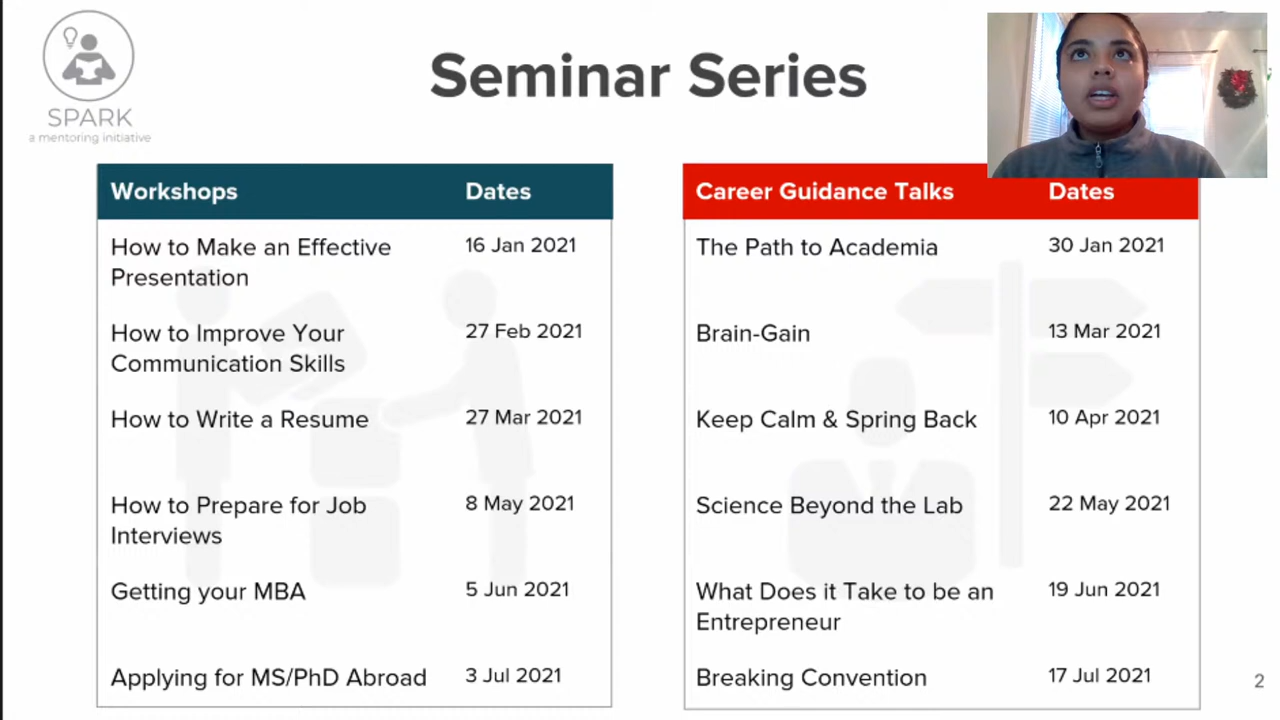 SPARK
a mentoring initiative
Seminar Series
Workshops Dates
How to Make an Effective 16 Jan 2021
Presentation
How to Improve Your 27 Feb 2021
Communication Skills
How to Write a Resume 27 Mar 2021
How to Prepare for Job 8 May 2021
Interviews
Getting your MBA 5 Jun 2021
Applying for MS/PhD Abroad 3 Jul 2021
Career Guidance Talks Dates
The Path to Academia 30 Jan 2021
Brain-Gain 13 Mar 2021
Keep Calm & Spring Back 10 Apr 2021
Science Beyond the Lab 22 May 2021
What Does it Take to be an 19 Jun 2021
Entrepreneur
Breaking Convention 17 Jul 2021
2